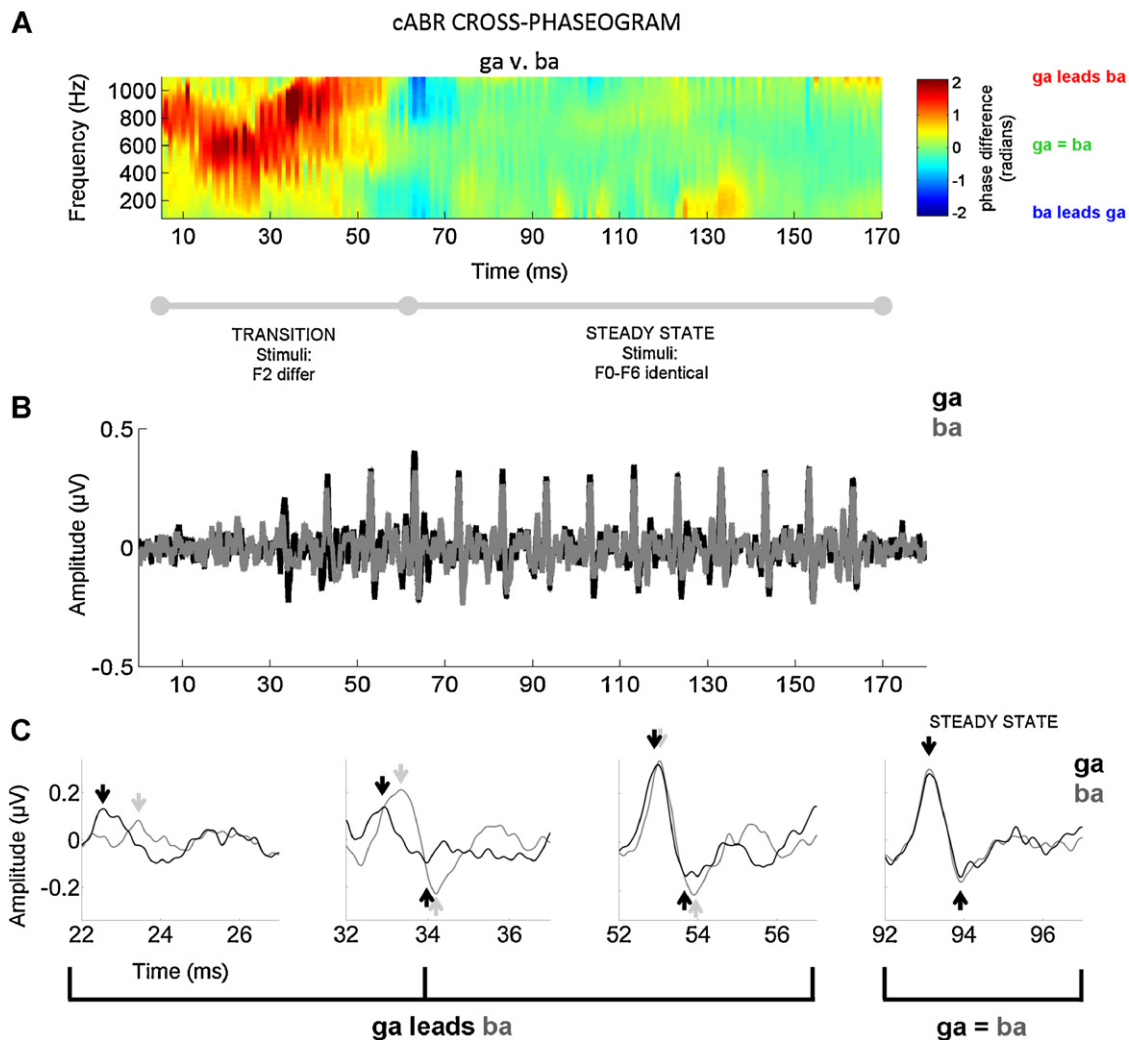 A
cABR CROSS-PHASEOGRAM
ga v. ba
Frequency (Hz)
1000
800
600
400
200
10 30 50 70 90 110 130 150 170
Time (ms)
2
1
0
-1
-2
phase difference
(radians)
ga leads ba
ga = ba
ba leads ga
TRANSITION
Stimuli:
F2 differ
STEADY STATE
Stimuli:
F0-F6 identical
B
ga
ba
Amplitude (µV)
0.5
0
-0.5
10 30 50 70 90 110 130 150 170
C
STEADY STATE
ga
ba
Amplitude (µV)
0.2
0
-0.2
22 24 26
32 34 36
52 54 56
92 94 96
Time (ms)
ga leads ba
ga = ba